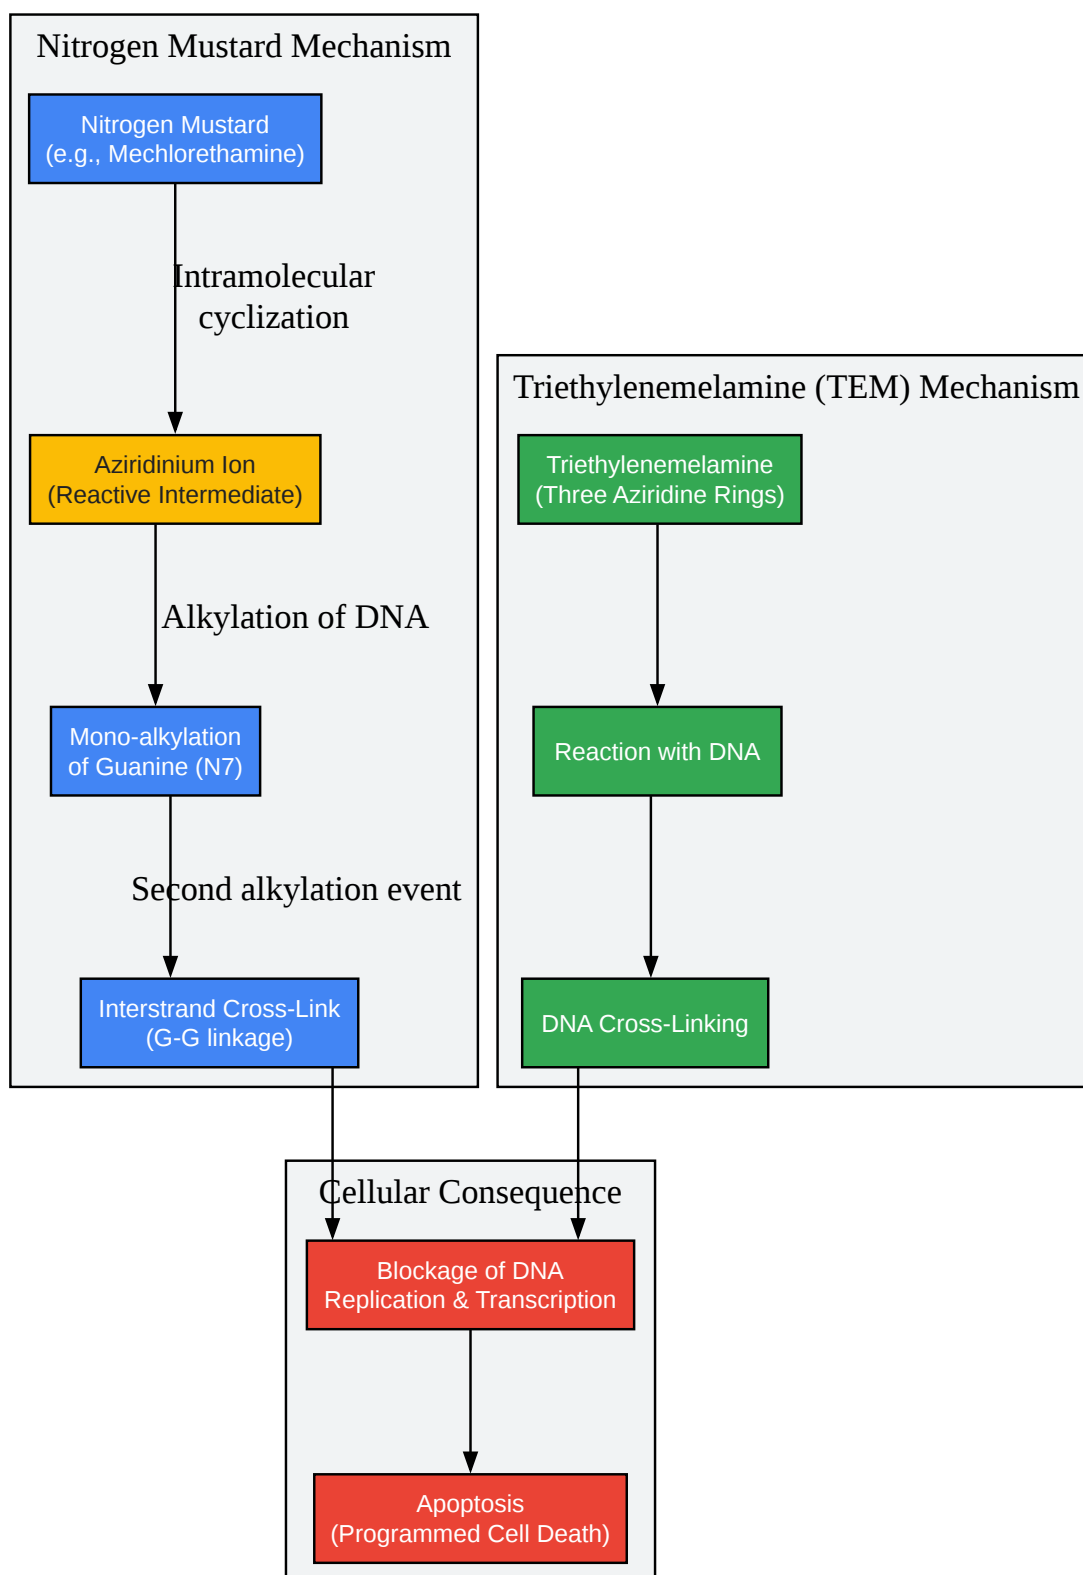 Nitrogen Mustard Mechanism
Nitrogen Mustard
(e.g., Mechlorethamine)
Intramolecular
cyclization
Aziridinium Ion
(Reactive Intermediate)
Alkylation of DNA
Mono-alkylation
of Guanine (N7)
Second alkylation event
Interstrand Cross-Link
(G-G linkage)
Triethylenemelamine (TEM) Mechanism
Triethylenemelamine
(Three Aziridine Rings)
Reaction with DNA
DNA Cross-Linking
Cellular Consequence
Blockage of DNA
Replication & Transcription
Apoptosis
(Programmed Cell Death)